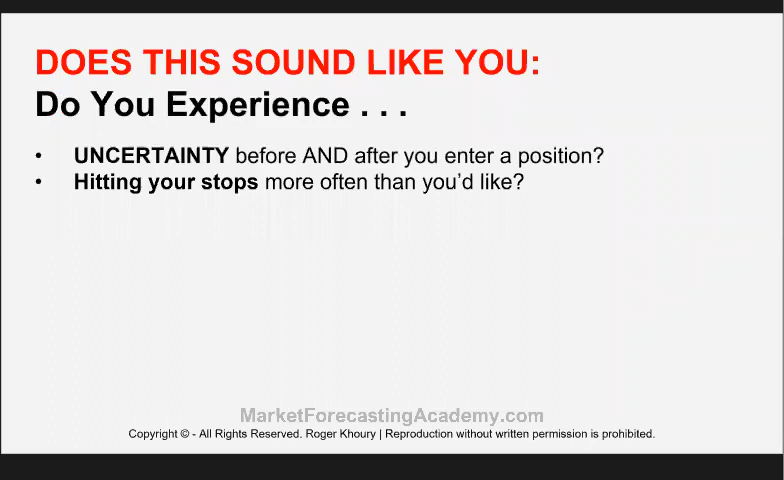 DOES THIS SOUND LIKE YOU:
Do You Experience . . .
• UNCERTAINTY before AND after you enter a position?
• Hitting your stops more often than you’d like?
MarketForecastingAcademy.com
Copyright © - All Rights Reserved. Roger Khoury | Reproduction without written permission is prohibited.